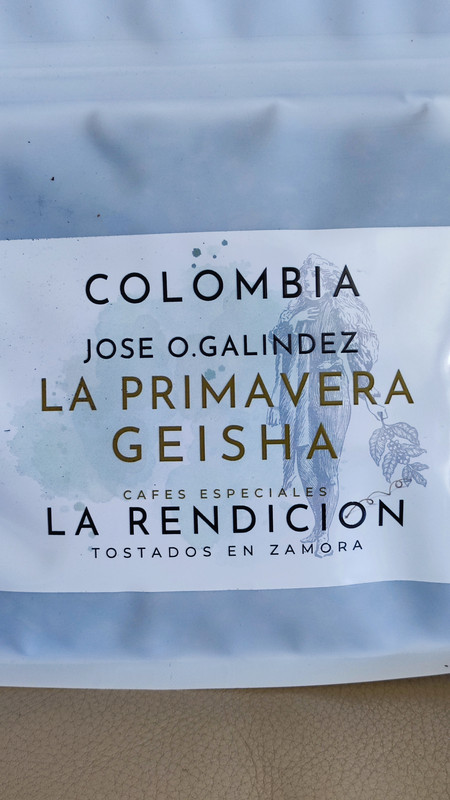 COLOMBIA
JOSE O.GALINDEZ
LA PRIMAVERA
GEISHA
CAFES ESPECIALES
LA RENDICION
TOSTADOS EN ZAMORA